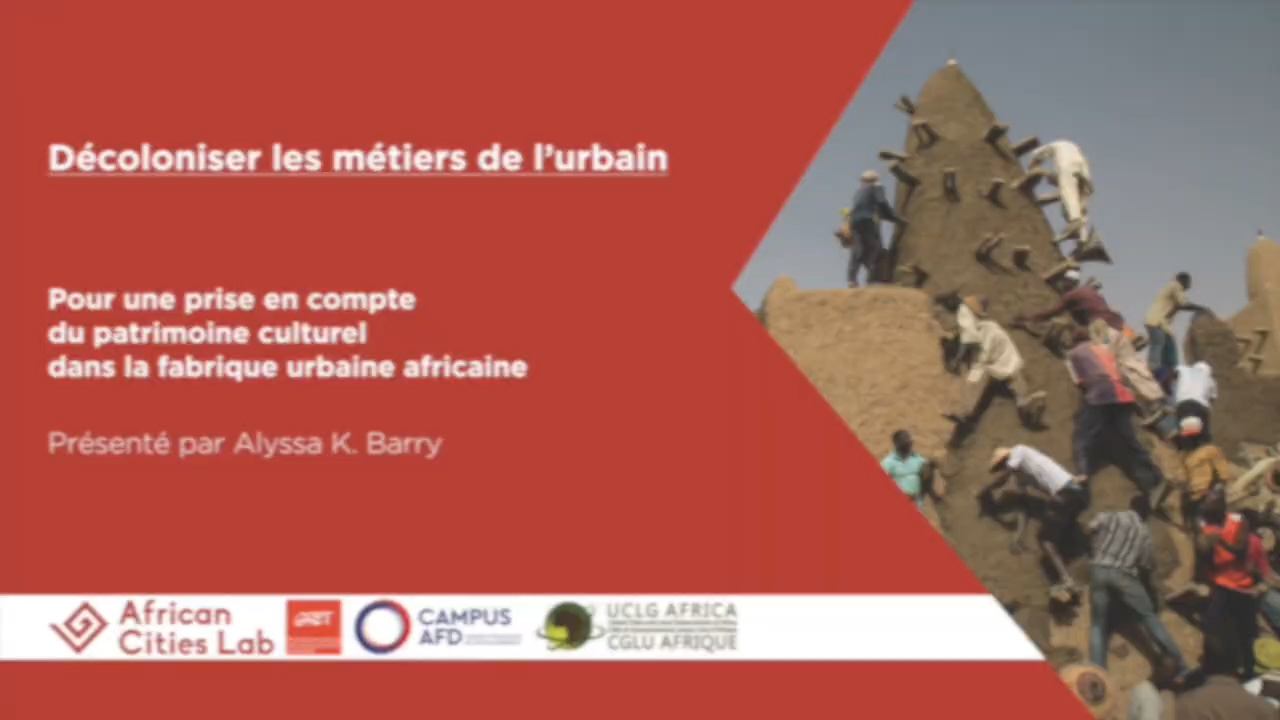 Décoloniser les métiers de l'urbain
Pour une prise en compte
du patrimoine culturel
dans la fabrique urbaine africaine
Présenté par Alyssa K. Barry
African
Cities Lab
CAMPUS
AFD
UCLG AFRICA
CGLU AFRIQUE